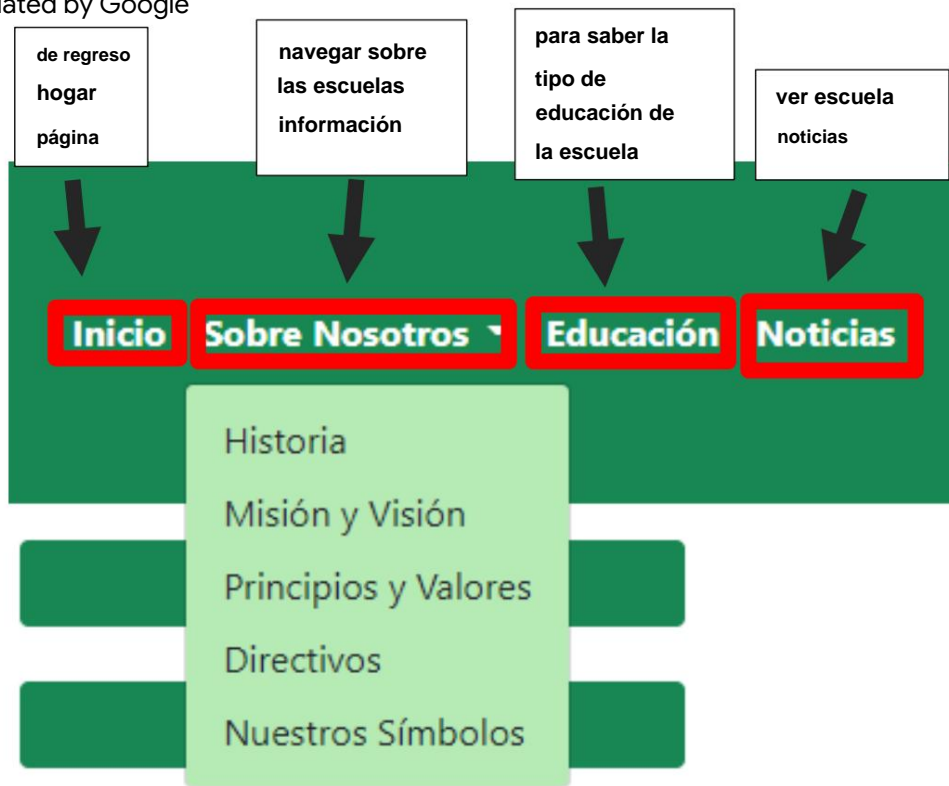 lated by Google
de regreso
hogar
página
navegar sobre
las escuelas
información
para saber la
tipo de
educación de
la escuela
ver escuela
noticias
Inicio
Sobre Nosotros
Educación
Noticias
Historia
Misión y Visión
Principios y Valores
Directivos
Nuestros Símbolos